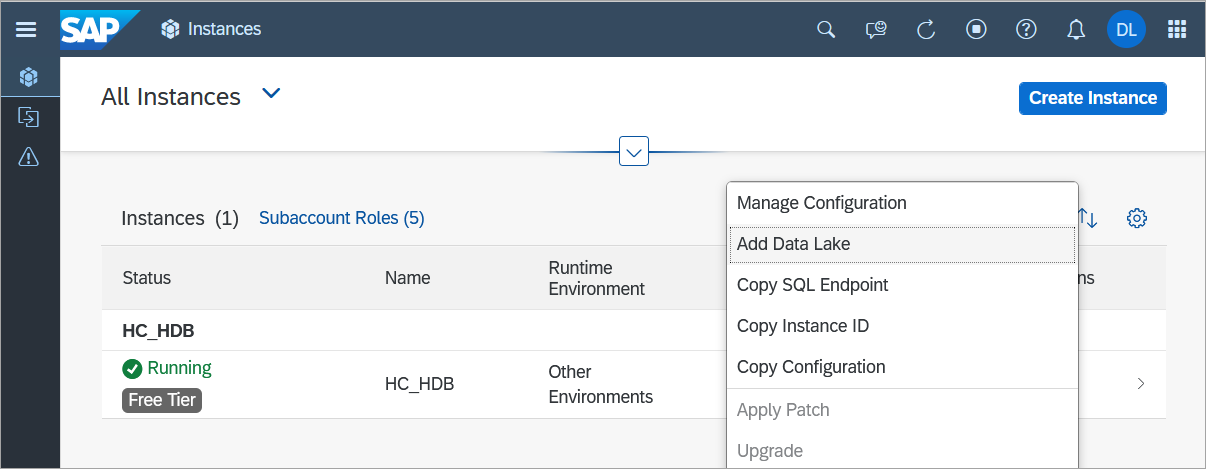 SAP
Instances
DL
All Instances
Create Instance
Instances (1)
Subaccount Roles (5)
Status
Name
Runtime
Environment
ns
HC_HDB
Running
Free Tier
HC_HDB
Other
Environments
Manage Configuration
Add Data Lake
Copy SQL Endpoint
Copy Instance ID
Copy Configuration
Apply Patch
Upgrade